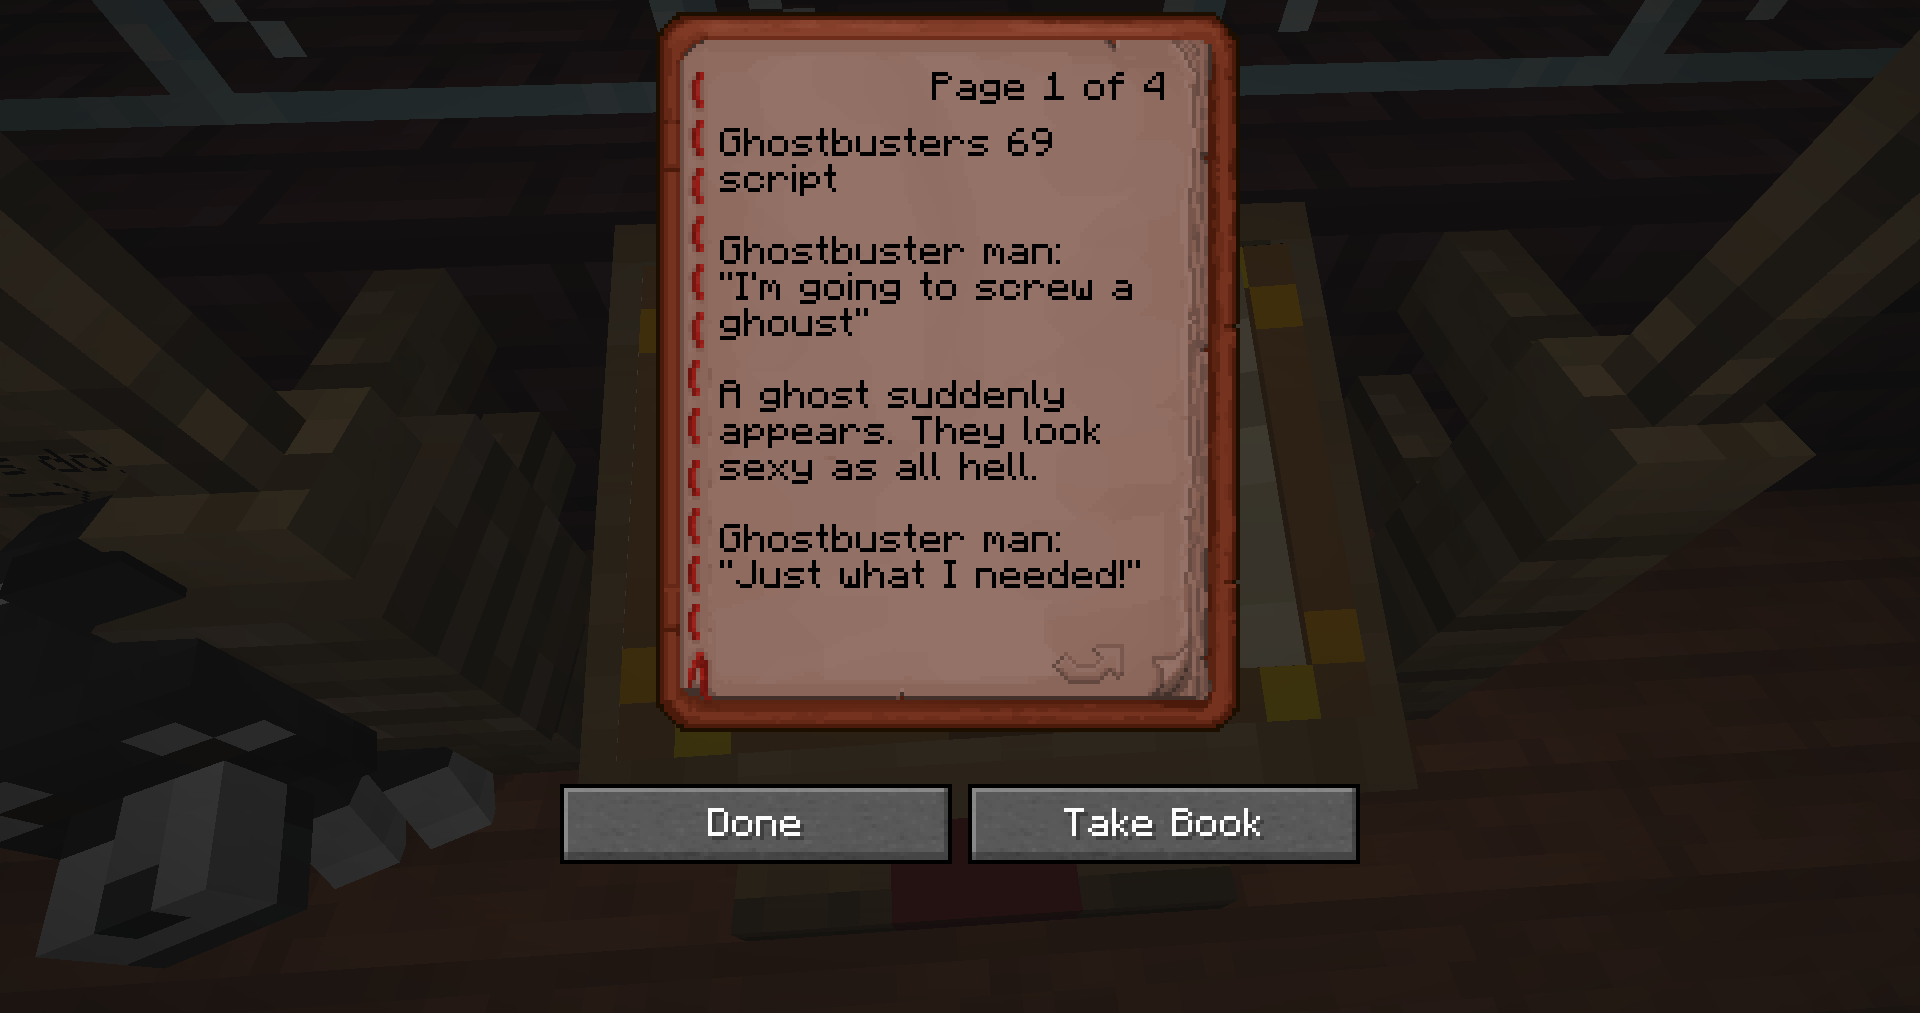 Page 1 of 4
Ghostbusters 69
script
Ghostbuster man:
"I'm going to screw a
ghoust"
A ghost suddenly
appears. They look
sexy as all hell.
Ghostbuster man:
"Just what I needed!"
Done
Take Book